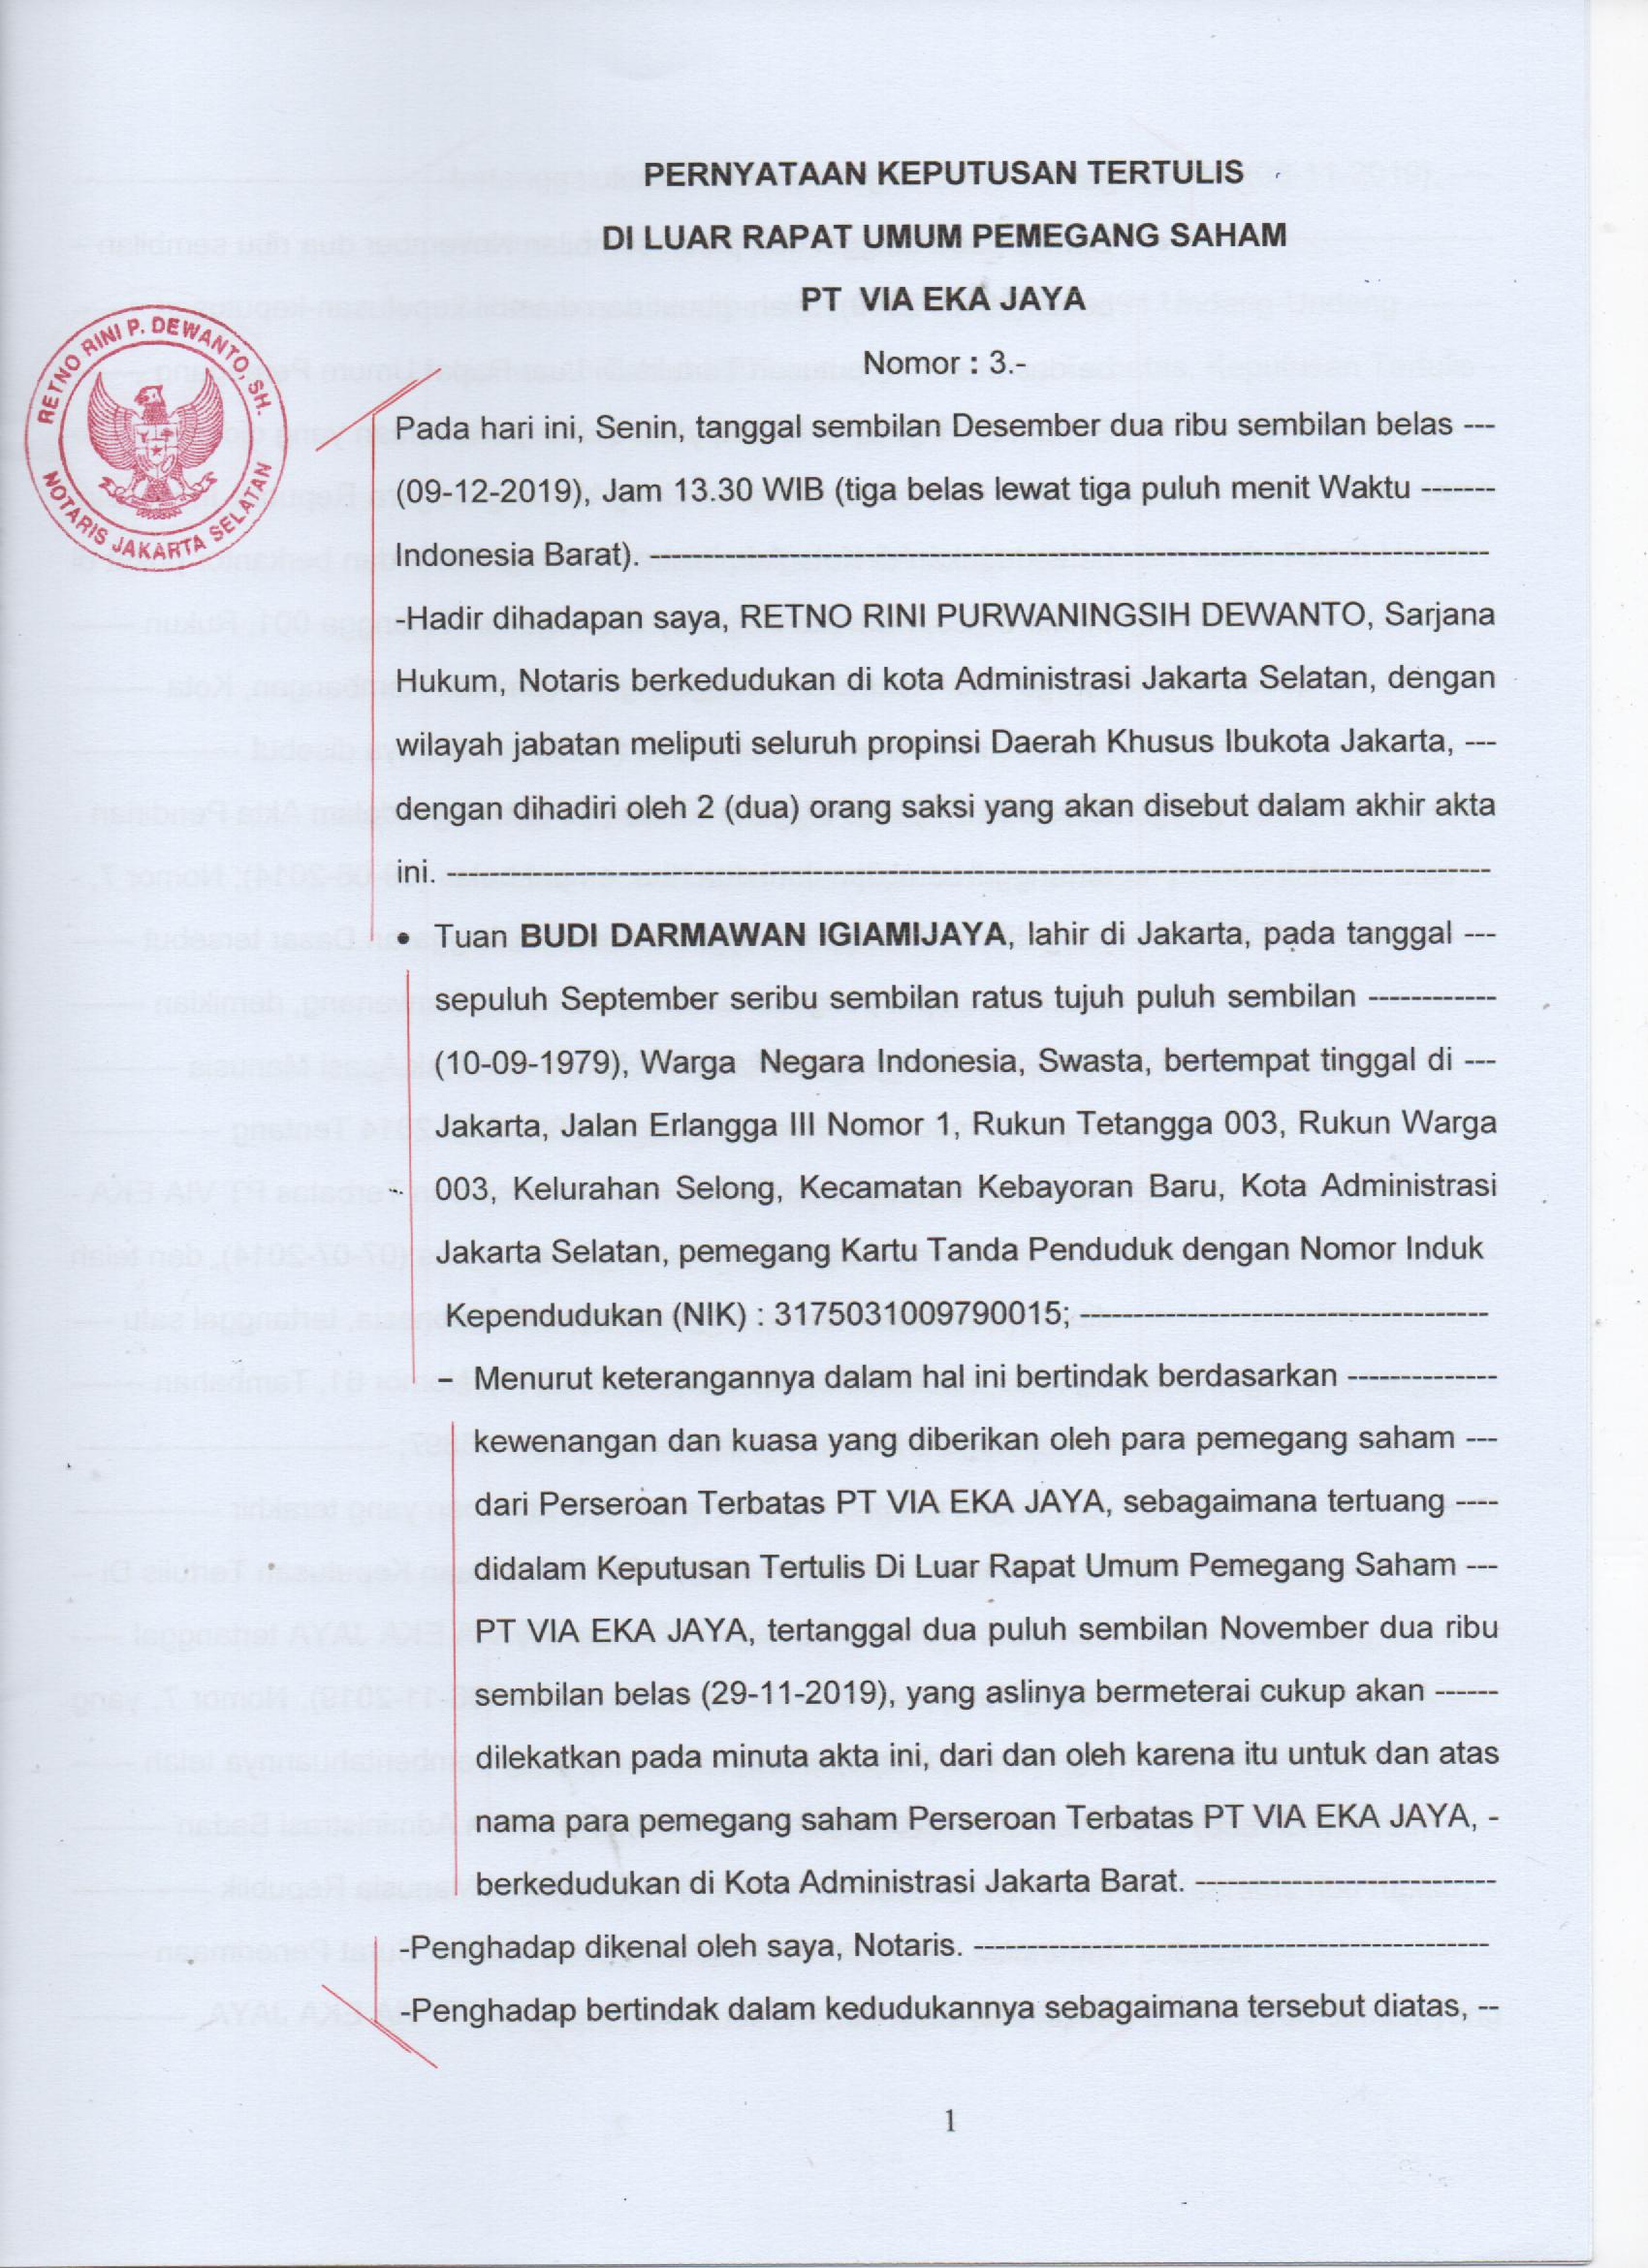 PERNYATAAN KEPUTUSAN TERTULIS
DI LUAR RAPAT UMUM PEMEGANG SAHAM
PT VIA EKA JAYA
Nomor : 3.-
RETNO RINI P. DEWANTO, SH.
NOTARIS JAKARTA SELATAN
Pada hari ini, Senin, tanggal sembilan Desember dua ribu sembilan belas ---
(09-12-2019), Jam 13.30 WIB (tiga belas lewat tiga puluh menit Waktu -------
Indonesia Barat). ---
-Hadir dihadapan saya, RETNO RINI PURWANINGSIH DEWANTO, Sarjana
Hukum, Notaris berkedudukan di kota Administrasi Jakarta Selatan, dengan
wilayah jabatan meliputi seluruh propinsi Daerah Khusus Ibukota Jakarta, ---
dengan dihadiri oleh 2 (dua) orang saksi yang akan disebut dalam akhir akta
ini. ---
• Tuan BUDI DARMAWAN IGIAMIJAYA, lahir di Jakarta, pada tanggal ---
sepuluh September seribu sembilan ratus tujuh puluh sembilan ------------
(10-09-1979), Warga Negara Indonesia, Swasta, bertempat tinggal di ---
Jakarta, Jalan Erlangga III Nomor 1, Rukun Tetangga 003, Rukun Warga
003, Kelurahan Selong, Kecamatan Kebayoran Baru, Kota Administrasi
Jakarta Selatan, pemegang Kartu Tanda Penduduk dengan Nomor Induk
Kependudukan (NIK) : 3175031009790015; ---
– Menurut keterangannya dalam hal ini bertindak berdasarkan --------------
kewenangan dan kuasa yang diberikan oleh para pemegang saham ---
dari Perseroan Terbatas PT VIA EKA JAYA, sebagaimana tertuang ----
didalam Keputusan Tertulis Di Luar Rapat Umum Pemegang Saham ---
PT VIA EKA JAYA, tertanggal dua puluh sembilan November dua ribu
sembilan belas (29-11-2019), yang aslinya bermeterai cukup akan ------
dilekatkan pada minuta akta ini, dari dan oleh karena itu untuk dan atas
nama para pemegang saham Perseroan Terbatas PT VIA EKA JAYA, -
berkedudukan di Kota Administrasi Jakarta Barat. ---
-Penghadap dikenal oleh saya, Notaris. ---
-Penghadap bertindak dalam kedudukannya sebagaimana tersebut diatas, --
1